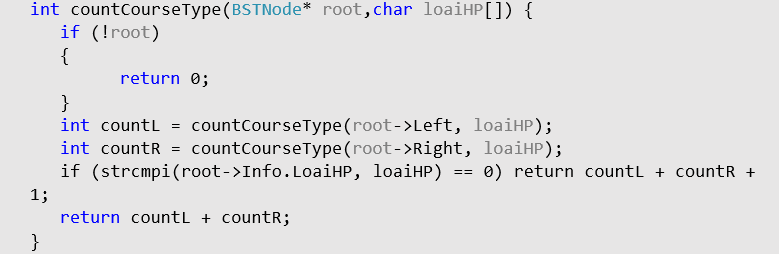 int countCourseType(BSTNode* root,char loaiHP[]) {
if (!root)
{
return 0;
}
int countL = countCourseType(root->Left, loaiHP);
int countR = countCourseType(root->Right, loaiHP);
if (strcmpi(root->Info.LoaiHP, loaiHP) == 0) return countL + countR +
1;
return countL + countR;
}